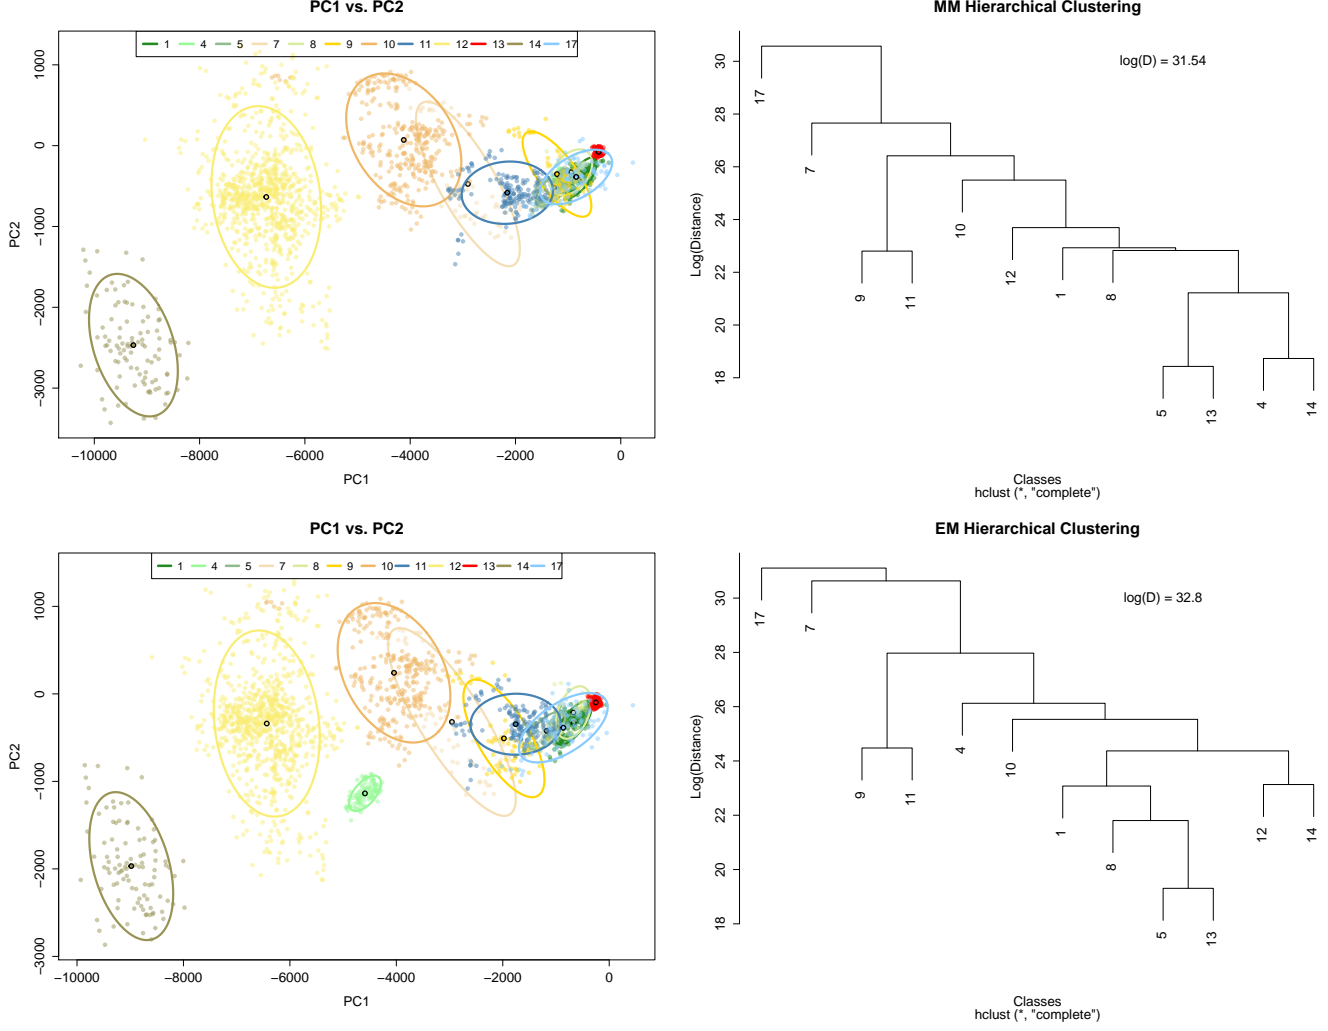 PC1 vs. PC2
1 4 5 7 8 9 10 11 12 13 14 17
1000
0
−1000
−2000
−3000
PC2
−10000 −8000 −6000 −4000 −2000 0
PC1
MM Hierarchical Clustering
log(D) = 31.54
30
28
26
24
22
20
18
Log(Distance)
17
7
9
11
10
12
1
8
5
13
4
14
Classes
hclust (*, "complete")
PC1 vs. PC2
1 4 5 7 8 9 10 11 12 13 14 17
1000
0
−1000
−2000
−3000
PC2
−10000 −8000 −6000 −4000 −2000 0
PC1
EM Hierarchical Clustering
log(D) = 32.8
30
28
26
24
22
20
18
Log(Distance)
17
7
9
11
4
10
1
8
5
13
12
14
Classes
hclust (*, "complete")